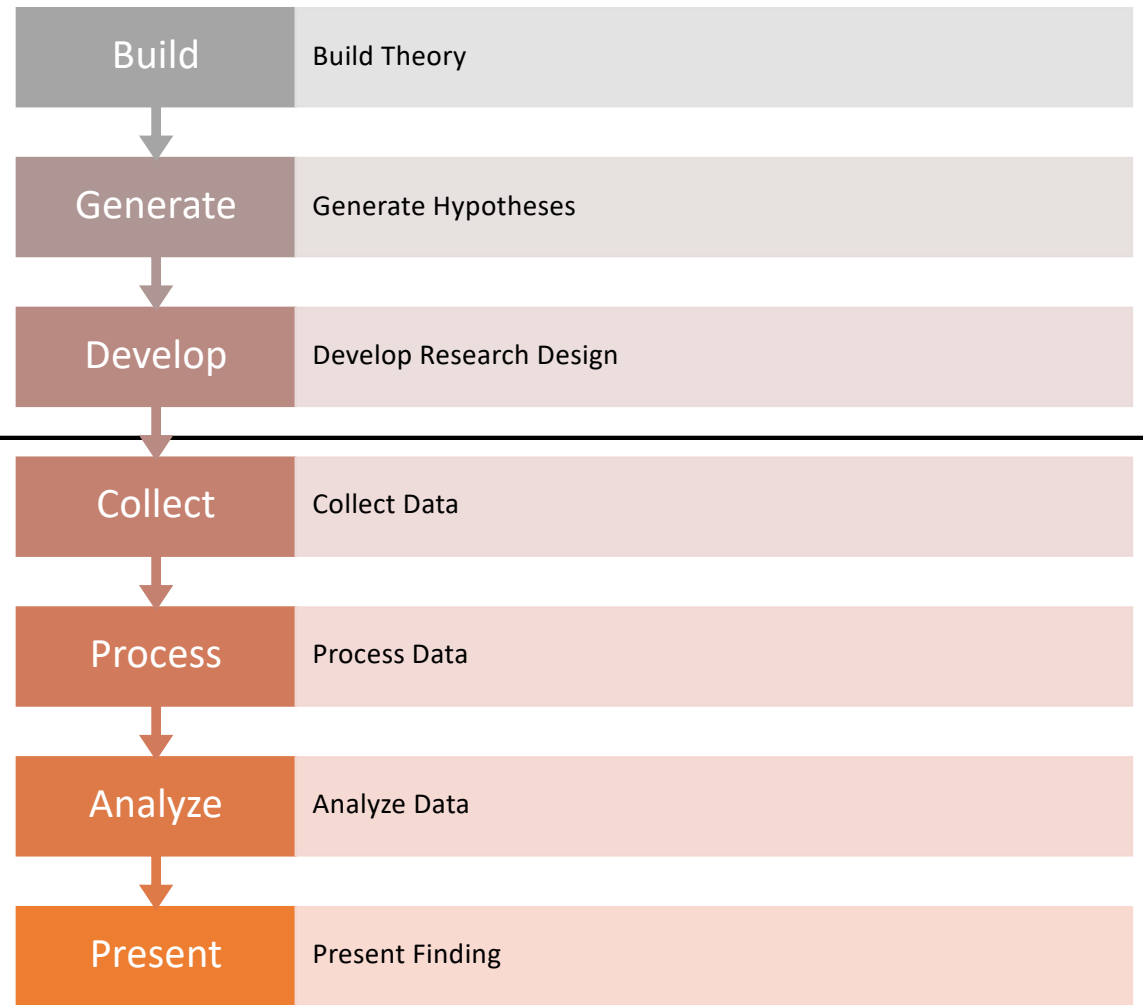 Build
Build Theory
Generate
Generate Hypotheses
Develop
Develop Research Design
Collect
Collect Data
Process
Process Data
Analyze
Analyze Data
Present
Present Finding